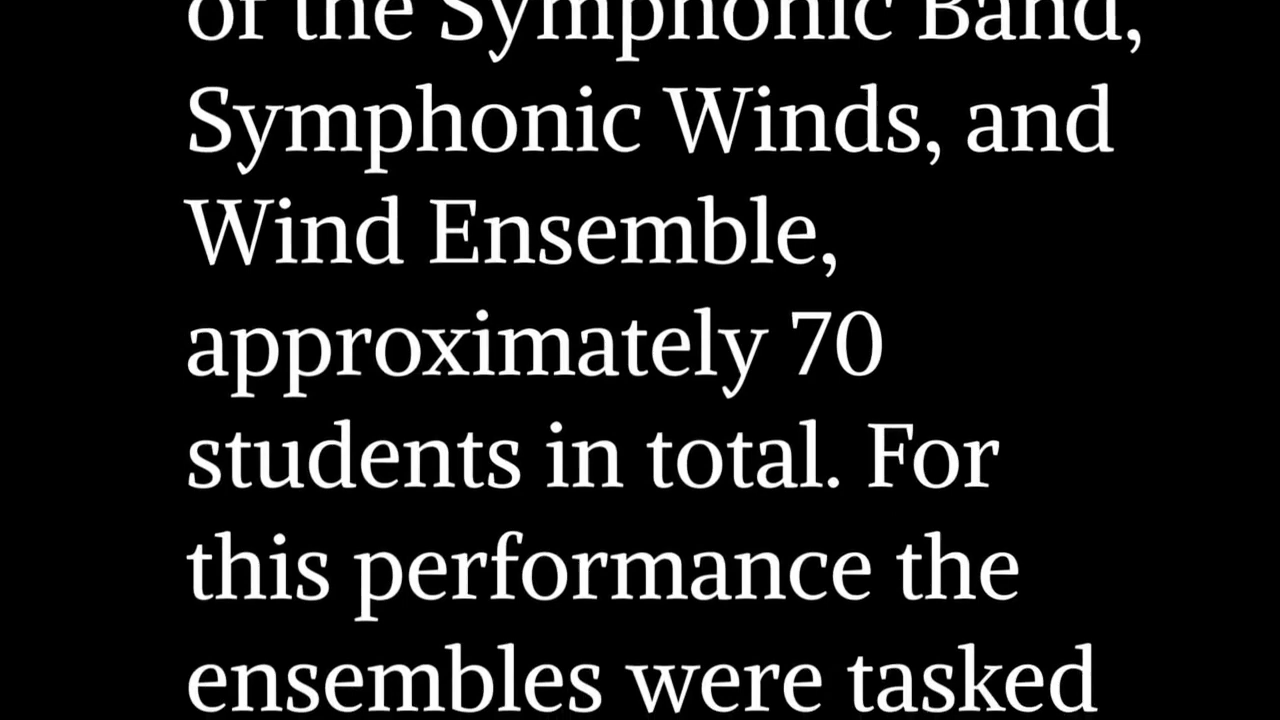 of the Symphonic Band,
Symphonic Winds, and
Wind Ensemble,
approximately 70
students in total. For
this performance the
ensembles were tasked